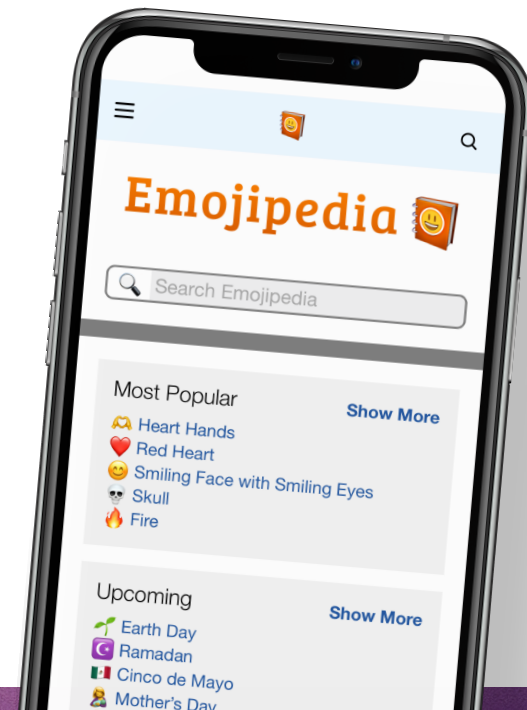 Emojipedia
Search Emojipedia
Most Popular
Show More
Heart Hands
Red Heart
Smiling Face with Smiling Eyes
Skull
Fire
Upcoming
Show More
Earth Day
Ramadan
Cinco de Mayo
Mother's Day